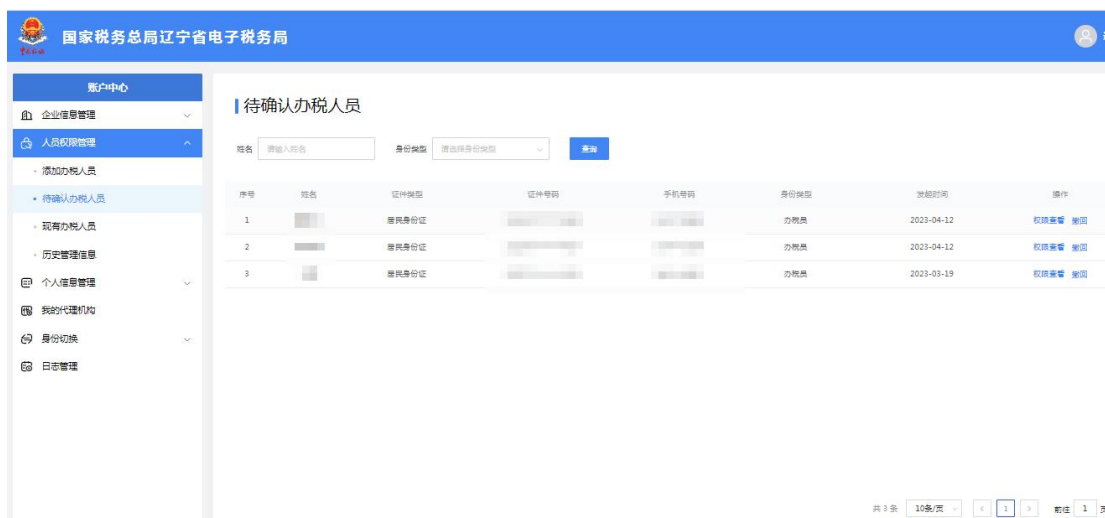 国家税务总局辽宁省电子税务局
账户中心
企业信息管理
人员权限管理
添加办税人员
待确认办税人员
现有办税人员
历史管理信息
个人信息管理
我的代理机构
身份切换
日志管理
待确认办税人员
姓名 请输入姓名 身份类型 请选择身份类型 查询
序号 姓名 证件类型 证件号码 手机号码 身份类型 发起时间 操作
1 居民身份证 办税员 2023-04-12 权限查看 撤回
2 居民身份证 办税员 2023-04-12 权限查看 撤回
3 居民身份证 办税员 2023-03-19 权限查看 撤回
共 3 条 10条/页 1 前往 1 页